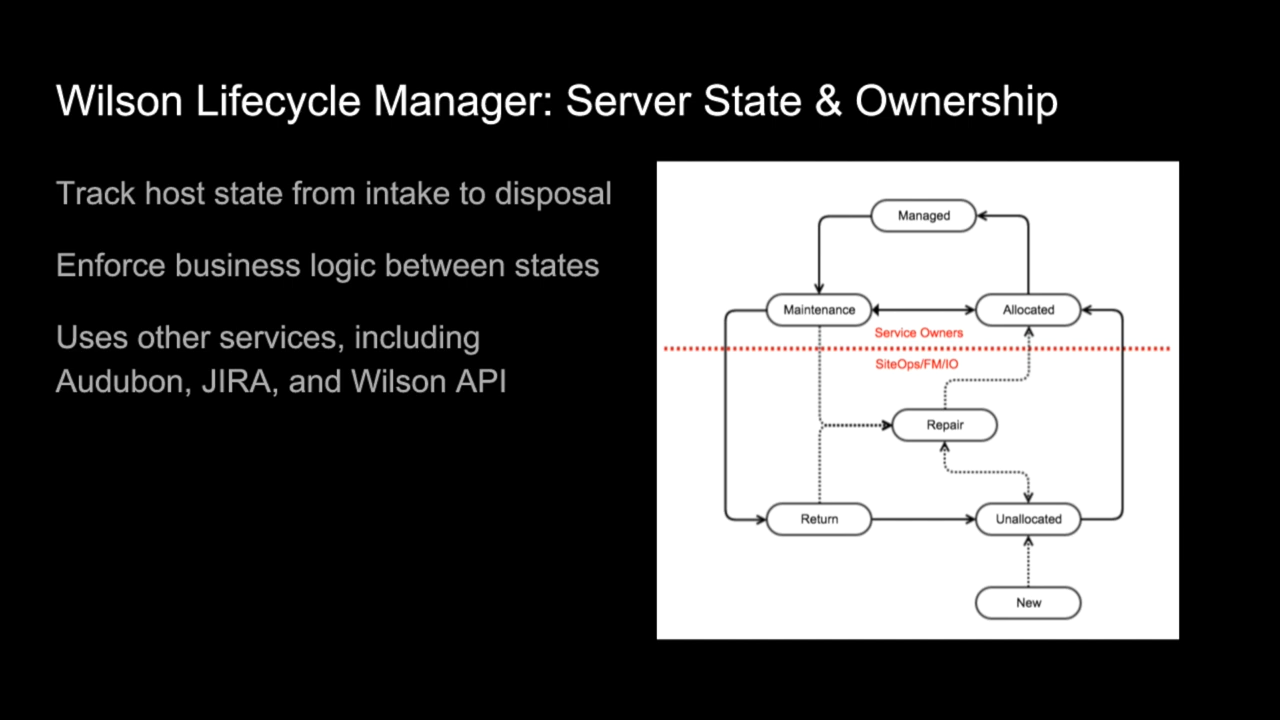 Wilson Lifecycle Manager: Server State & Ownership
Track host state from intake to disposal
Enforce business logic between states
Uses other services, including
Audubon, JIRA, and Wilson API
Managed
Maintenance
Allocated
Service Owners
SiteOps/FM/IO
Repair
Return
Unallocated
New